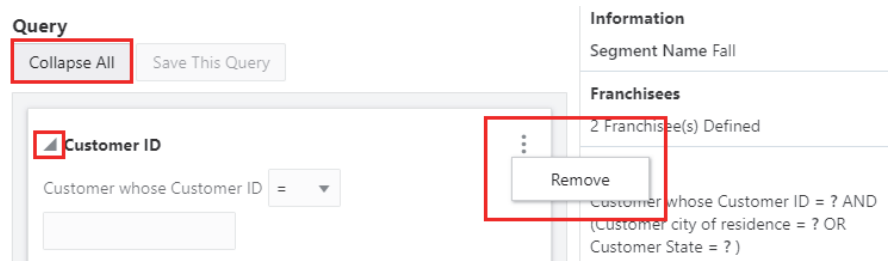 Query
Collapse All
Save This Query
Customer ID
Customer whose Customer ID =
Remove
Information
Segment Name Fall
Franchisees
2 Franchisee(s) Defined
Customer whose Customer ID = ? AND
(Customer city of residence = ? OR
Customer State = ? )